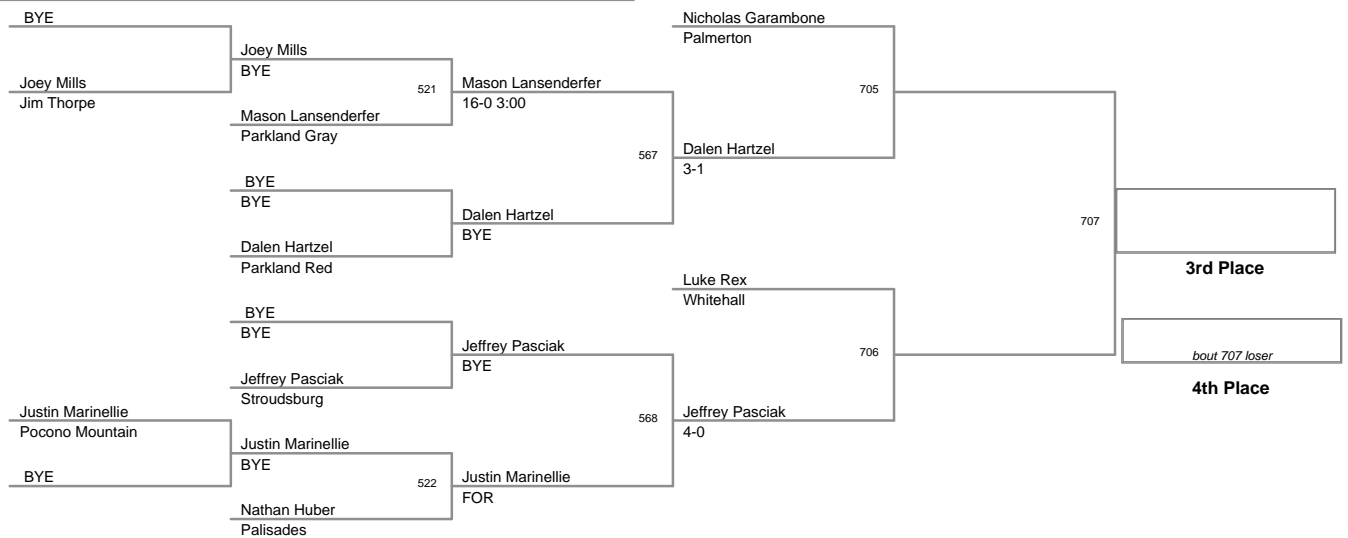 BYE
Joey Mills
Jim Thorpe
Joey Mills
BYE
521
Mason Lansenderfer
Parkland Gray
Mason Lansenderfer
16-0 3:00
BYE
BYE
Dalen Hartzel
Parkland Red
Dalen Hartzel
BYE
567
Nicholas Garambone
Palmerton
705
Dalen Hartzel
3-1
BYE
BYE
Jeffrey Pasciak
Stroudsburg
Jeffrey Pasciak
BYE
Justin Marinellie
Pocono Mountain
BYE
Justin Marinellie
BYE
522
Nathan Huber
Palisades
Justin Marinellie
FOR
568
Luke Rex
Whitehall
706
Jeffrey Pasciak
4-0
707
3rd Place
bout 707 loser
4th Place